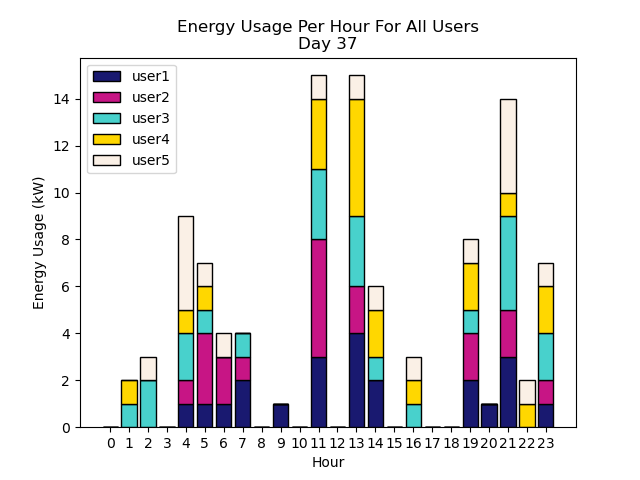 Energy Usage Per Hour For All Users
Day 37
user1
user2
user3
user4
user5
Energy Usage (kW)
14
12
10
8
6
4
2
0
0 1 2 3 4 5 6 7 8 9 10 11 12 13 14 15 16 17 18 19 20 21 22 23
Hour